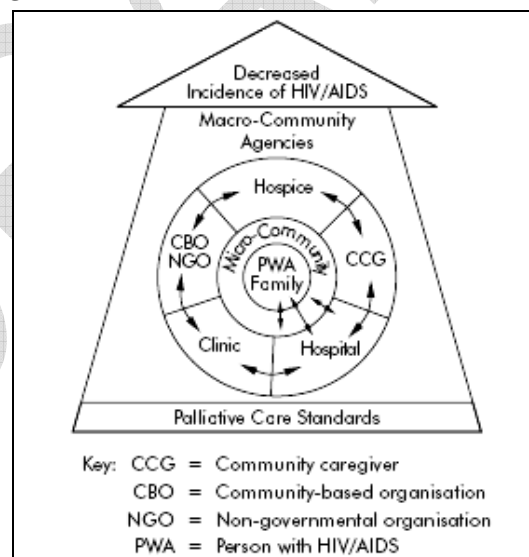 Decreased
Incidence of HIV/AIDS
Macro-Community
Agencies
Hospice
CBO
NGO
Micro-Community
PWA
Family
CCG
Clinic
Hospital
Palliative Care Standards
Key: CCG = Community caregiver
CBO = Community-based organisation
NGO = Non-governmental organisation
PWA = Person with HIV/AIDS